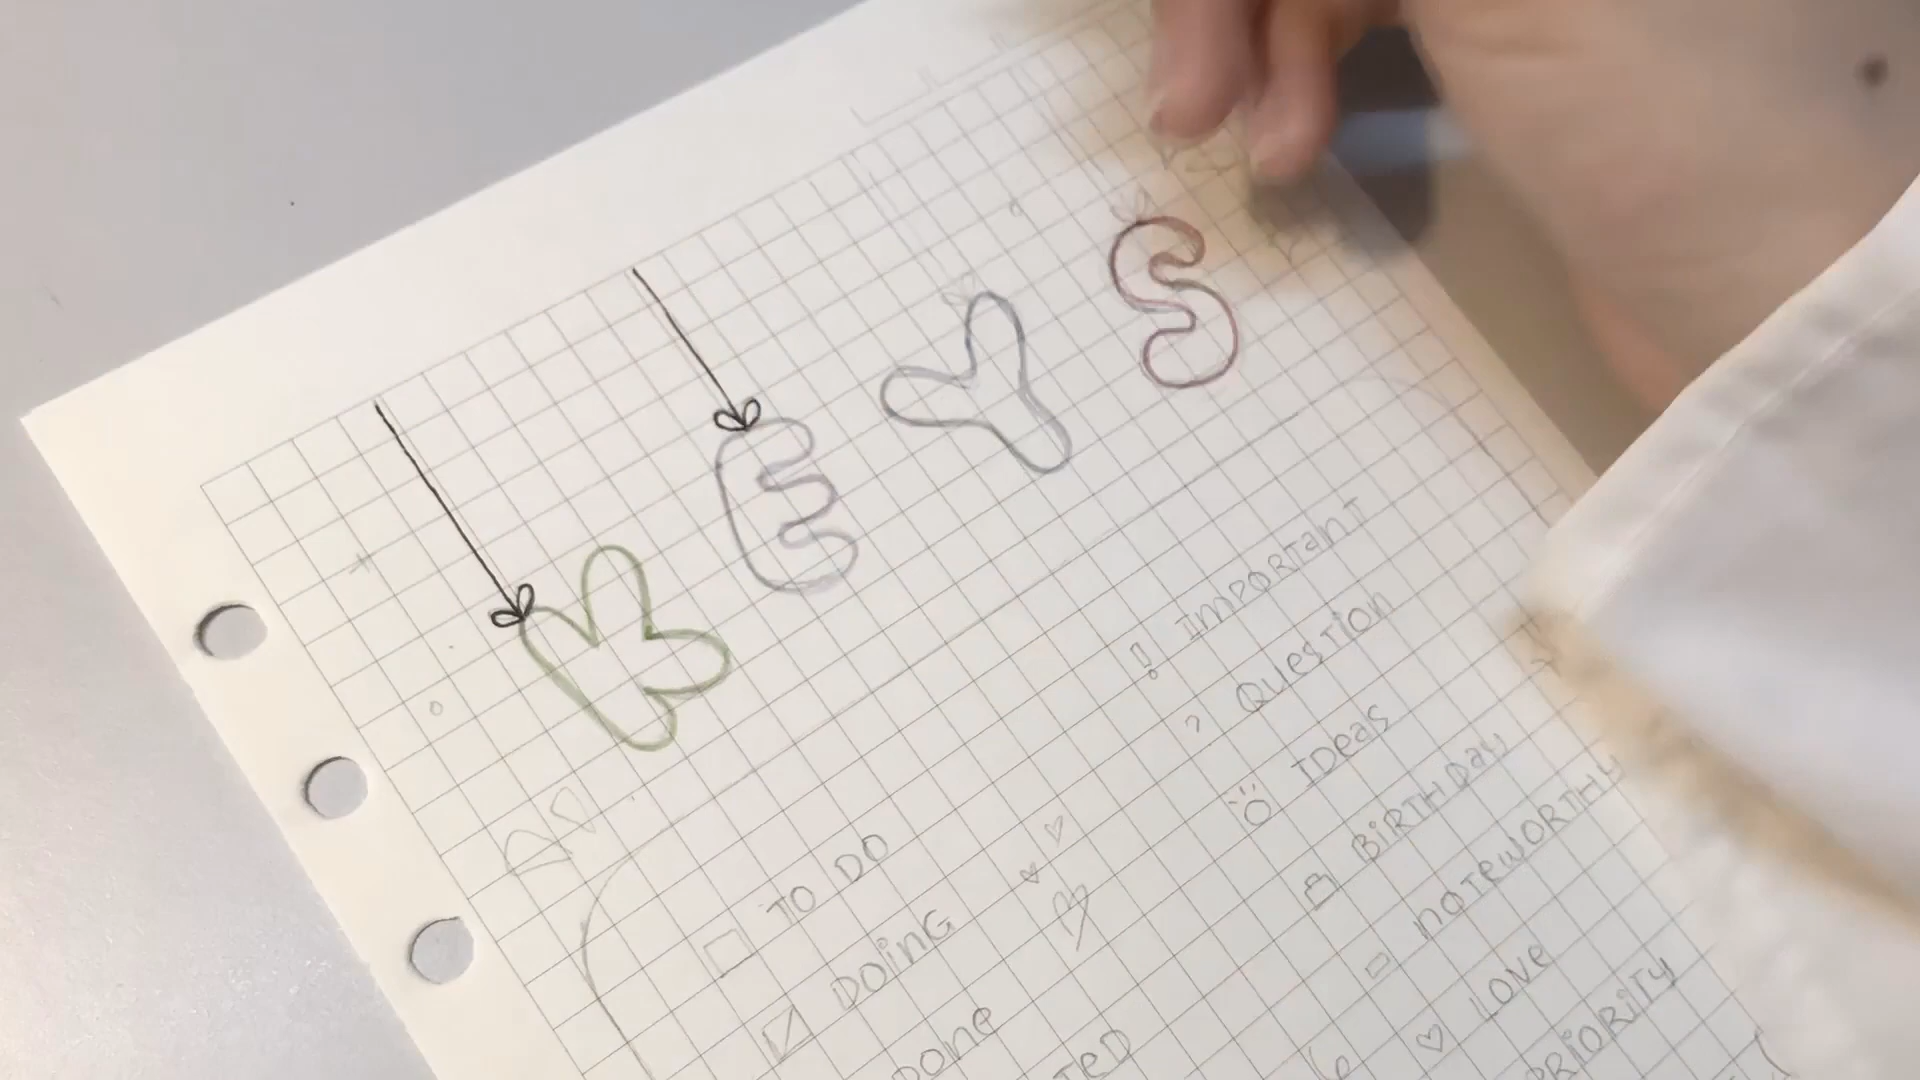 KEYS
TO DO
DOING
DONE
! IMPORTANT
? QUESTION
IDEAS
BIRTHDAY
NOTEWORTHY
LOVE
PRIORITY